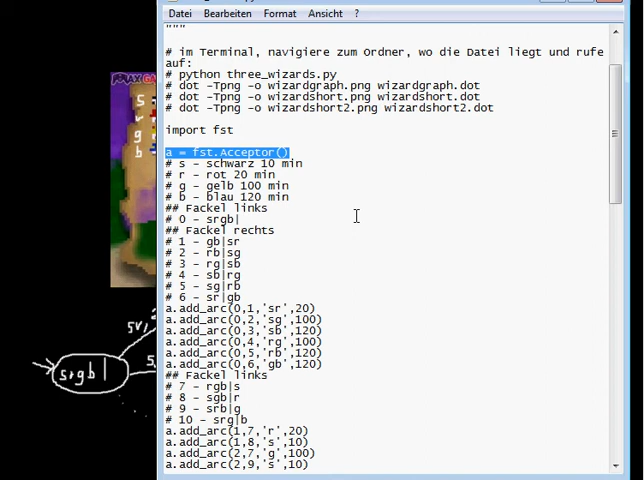 Datei Bearbeiten Format Ansicht ?
"""
# im Terminal, navigiere zum Ordner, wo die Datei liegt und rufe
auf:
# python three_wizards.py
# dot -Tpng -o wizardgraph.png wizardgraph.dot
# dot -Tpng -o wizardshort.png wizardshort.dot
# dot -Tpng -o wizardshort2.png wizardshort2.dot
import fst
a = fst.Acceptor()
# s - schwarz 10 min
# r - rot 20 min
# g - gelb 100 min
# b - blau 120 min
## Fackel links
# 0 - srgb|
## Fackel rechts
# 1 - gb|sr
# 2 - rb|sg
# 3 - rg|sb
# 4 - sb|rg
# 5 - sg|rb
# 6 - sr|gb
a.add_arc(0,1,'sr',20)
a.add_arc(0,2,'sg',100)
a.add_arc(0,3,'sb',120)
a.add_arc(0,4,'rg',100)
a.add_arc(0,5,'rb',120)
a.add_arc(0,6,'gb',120)
## Fackel links
# 7 - rgb|s
# 8 - sgb|r
# 9 - srb|g
# 10 - srg|b
a.add_arc(1,7,'r',20)
a.add_arc(1,8,'s',10)
a.add_arc(2,7,'g',100)
a.add_arc(2,9,'s',10)
s
r
g
b
srgb|